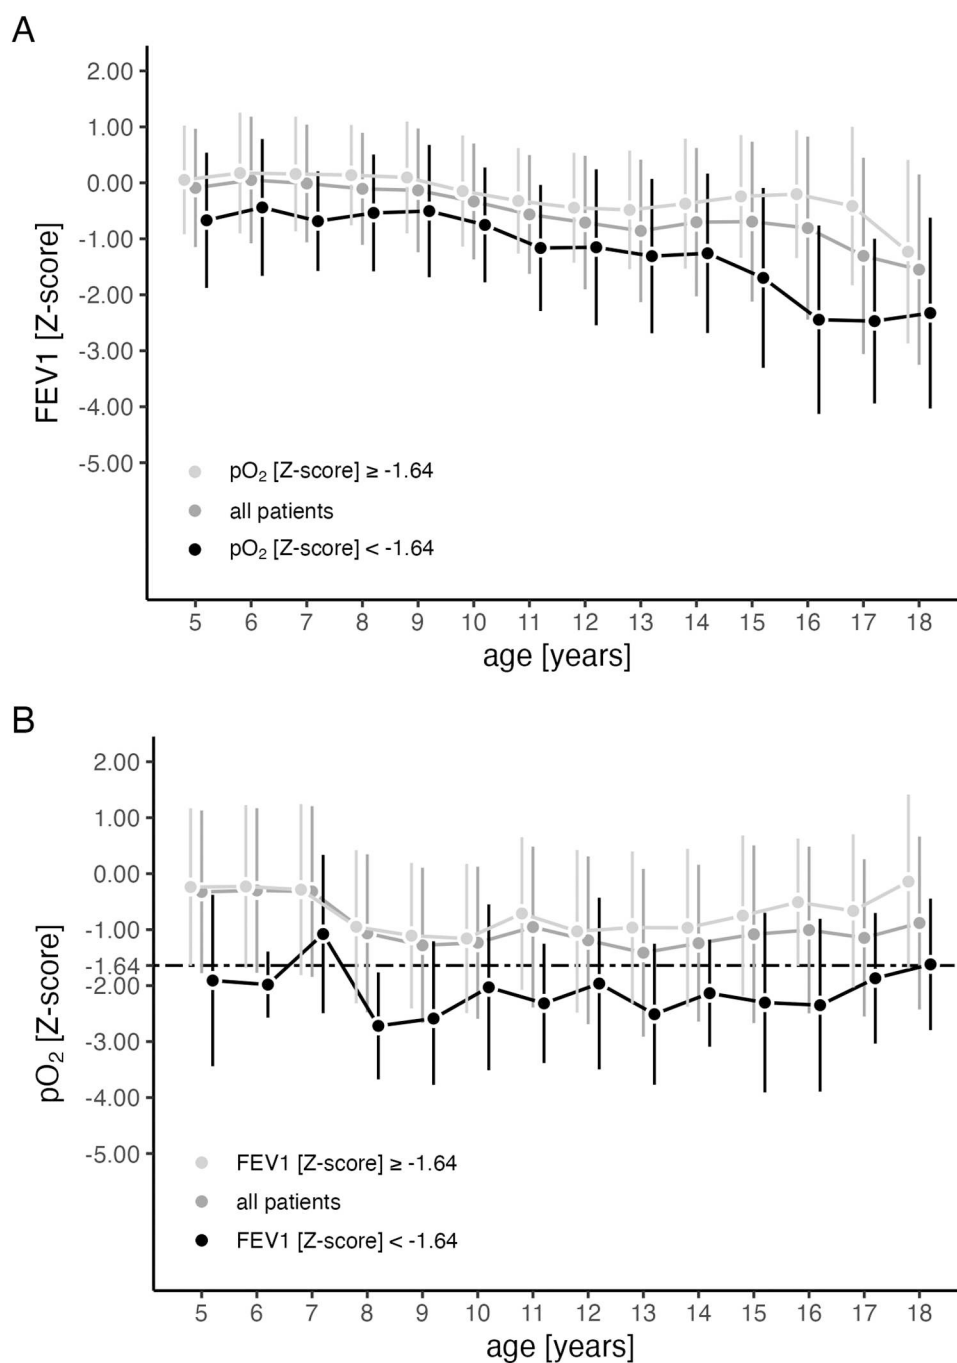 A
2.00
1.00
0.00
-1.00
-2.00
-3.00
-4.00
-5.00
FEV1 [Z-score]
pO₂ [Z-score] ≥ -1.64
all patients
pO₂ [Z-score] < -1.64
5 6 7 8 9 10 11 12 13 14 15 16 17 18
age [years]
B
2.00
1.00
0.00
-1.00
-1.64
-2.00
-3.00
-4.00
-5.00
pO₂ [Z-score]
FEV1 [Z-score] ≥ -1.64
all patients
FEV1 [Z-score] < -1.64
5 6 7 8 9 10 11 12 13 14 15 16 17 18
age [years]